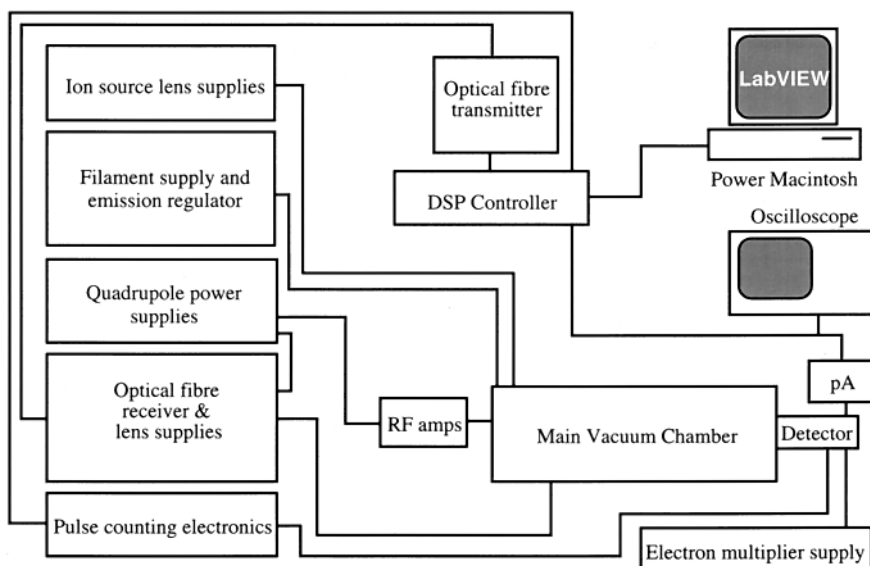 Ion source lens supplies
Optical fibre
transmitter
LabVIEW
Filament supply and
emission regulator
DSP Controller
Power Macintosh
Oscilloscope
Quadrupole power
supplies
Optical fibre
receiver &
lens supplies
RF amps
Main Vacuum Chamber
Detector
pA
Pulse counting electronics
Electron multiplier supply